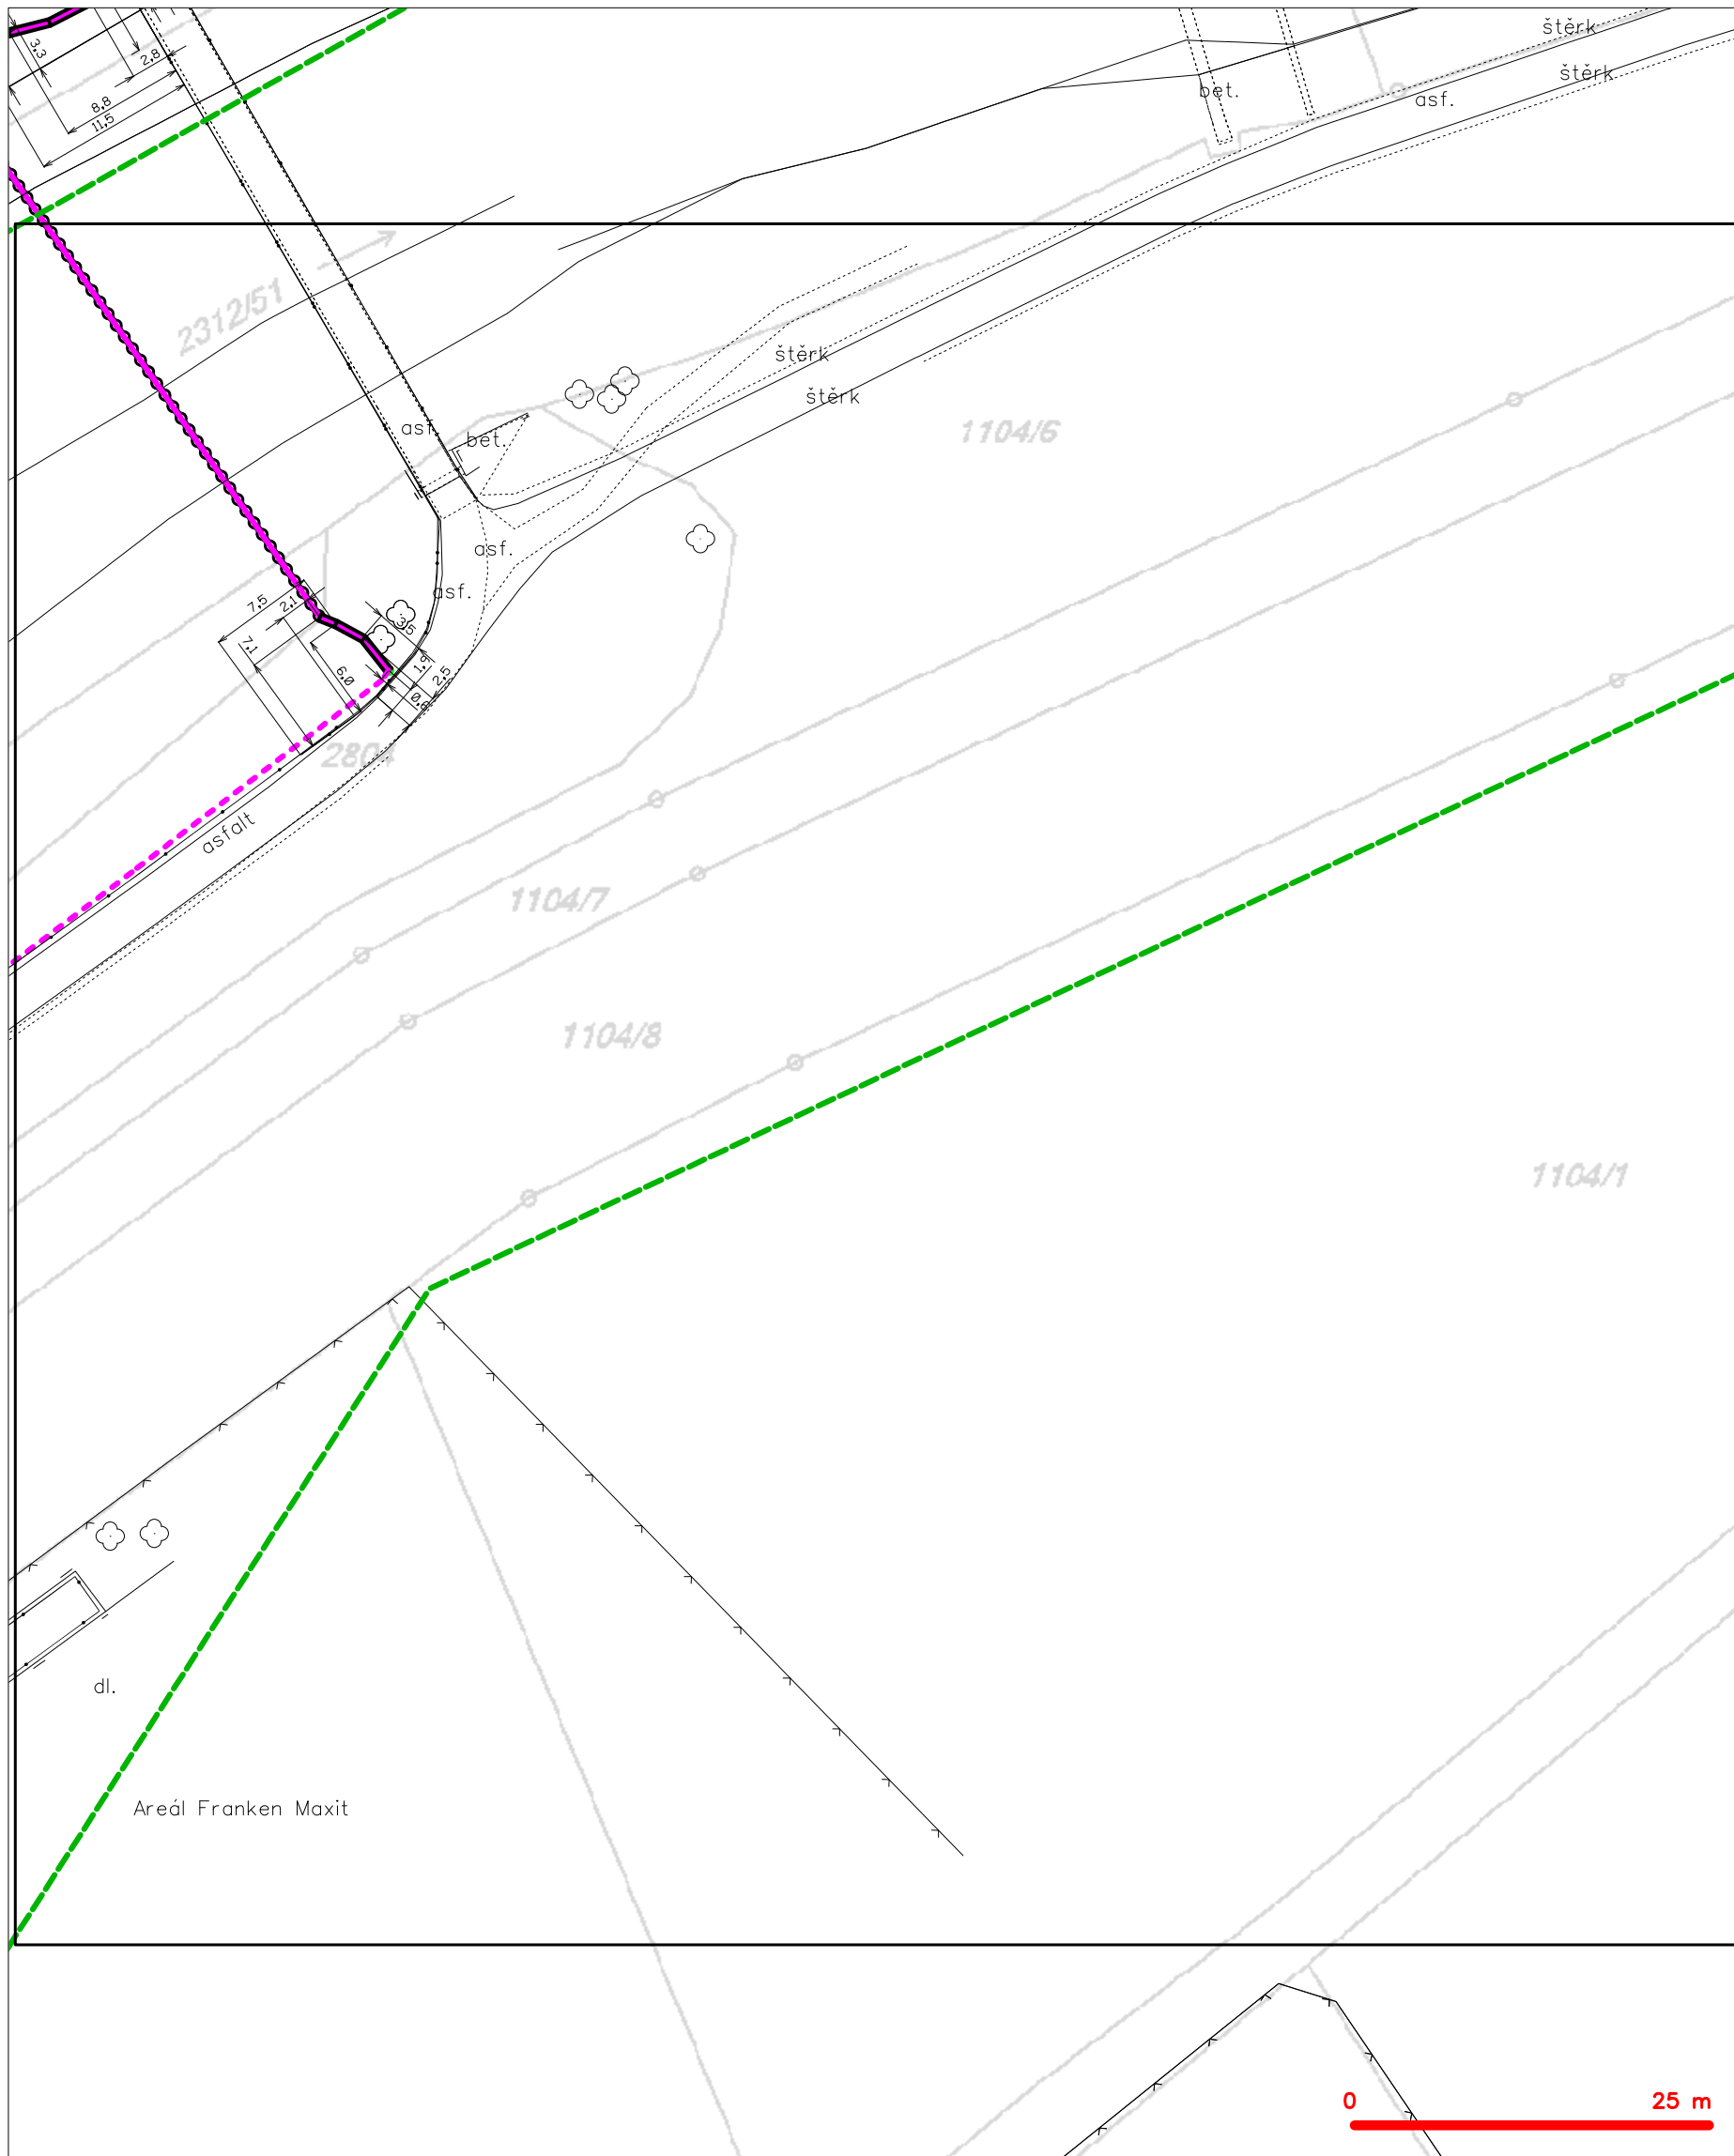 štěrk
3,3
2,8
štěrk
8,8
bet.
asf.
11,5
2312/51
štěrk
štěrk
asf.
bet.
1104/6
asf.
asf.
7,5
2,1
3,5
7,1
6,0
1,9
2,5
0,6
2804
asfalt
1104/7
1104/8
1104/1
dl.
Areál Franken Maxit
0 25 m